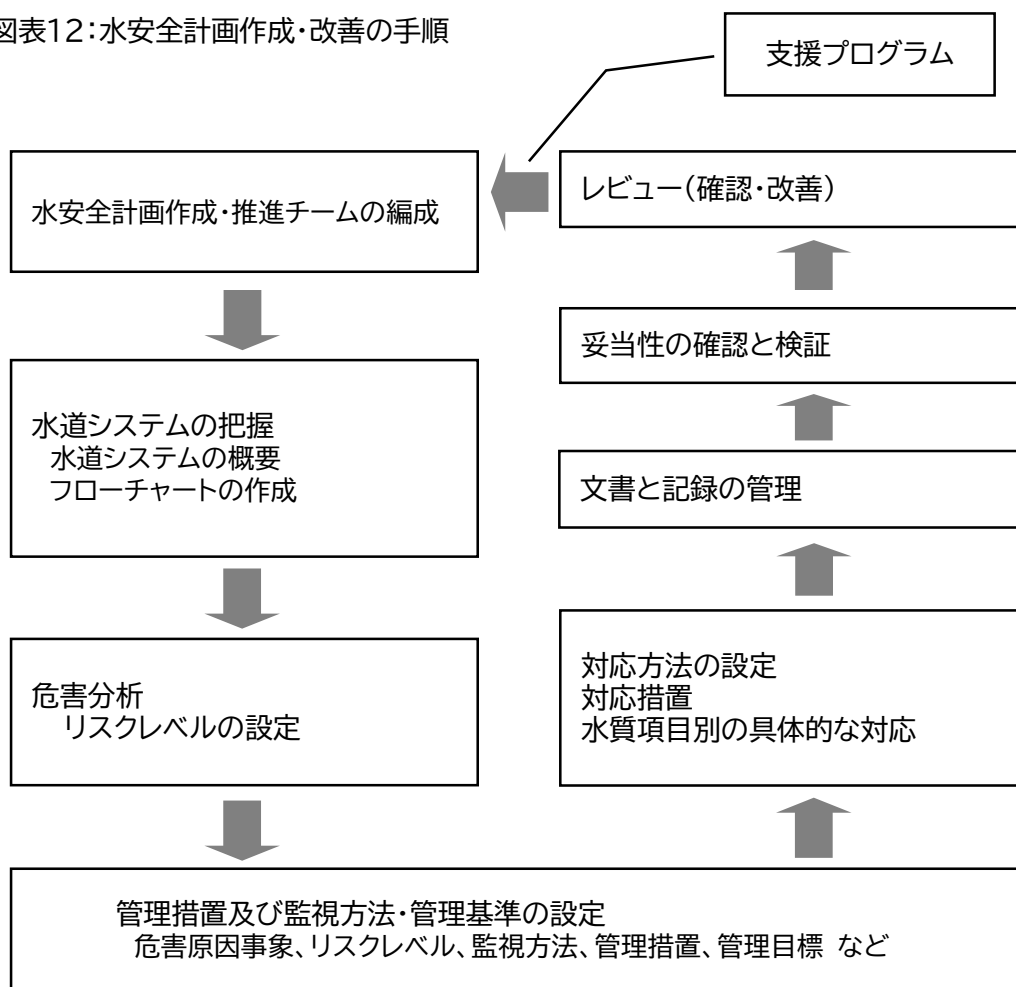 図表12:水安全計画作成・改善の手順
支援プログラム
水安全計画作成・推進チームの編成
水道システムの把握
水道システムの概要
フローチャートの作成
危害分析
リスクレベルの設定
管理措置及び監視方法・管理基準の設定
危害原因事象、リスクレベル、監視方法、管理措置、管理目標 など
対応方法の設定
対応措置
水質項目別の具体的な対応
文書と記録の管理
妥当性の確認と検証
レビュー(確認・改善)